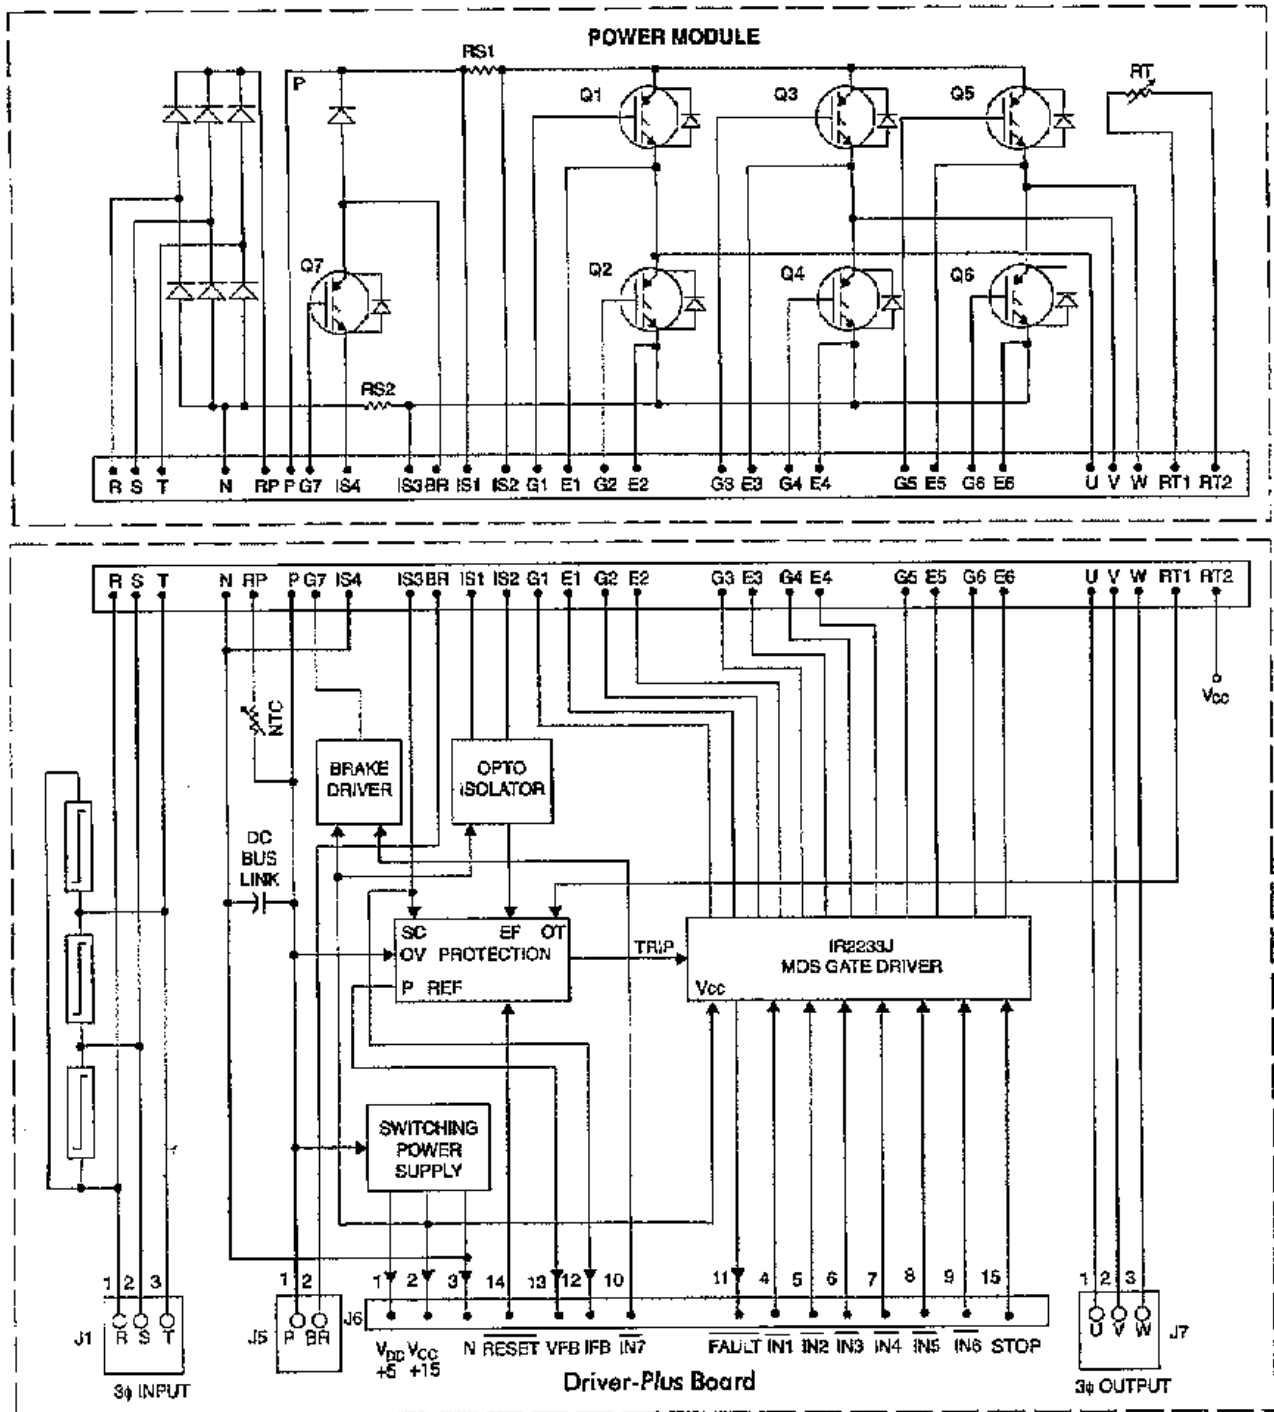 POWER MODULE
RS1
P
Q1
Q3
Q5
RT
Q7
Q2
Q4
Q6
RS2
R S T N RP P G7 IS4 IS3 BR IS1 IS2 G1 E1 G2 E2 G3 E3 G4 E4 G5 E5 G6 E6 U V W RT1 RT2
R S T N RP P G7 IS4 IS3 BR IS1 IS2 G1 E1 G2 E2 G3 E3 G4 E4 G5 E5 G6 E6 U V W RT1 RT2
VCC
NTC
BRAKE
DRIVER
OPTO
ISOLATOR
DC
BUS
LINK
SC EF OT
OV PROTECTION
P REF
TRIP
IR2233J
MOS GATE DRIVER
Vcc
SWITCHING
POWER
SUPPLY
1 2 3
1 2
1 2 3 14 13 12 10 11 4 5 6 7 8 9 15
1 2 3
J1
R S T
J5
P BR
J6
U V W
J7
VDD VCC N RESET VFB IFB IN7 FAULT IN1 IN2 IN3 IN4 IN5 IN6 STOP
+5 +15
3φ INPUT
Driver-Plus Board
3φ OUTPUT